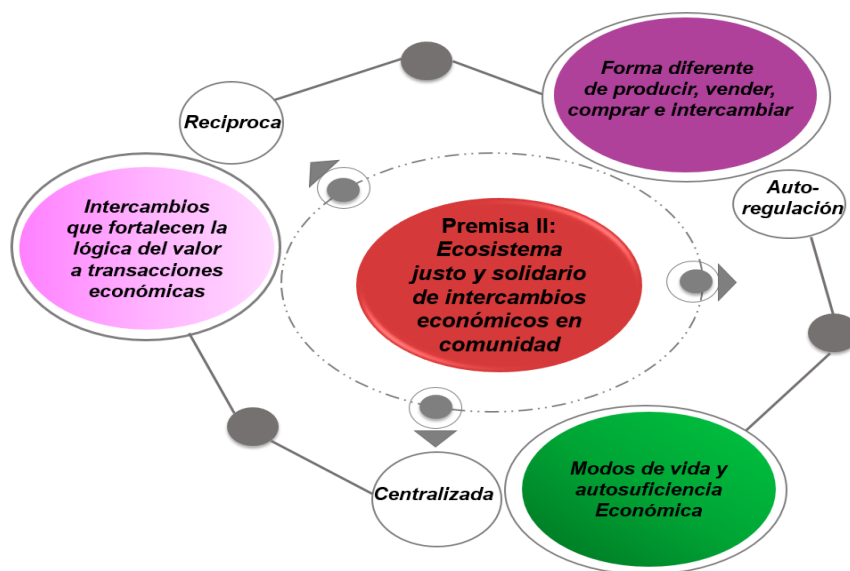 Forma diferente
de producir, vender,
comprar e intercambiar
Reciproca
Auto-
regulación
Intercambios
que fortalecen la
lógica del valor
a transacciones
económicas
Premisa II:
Ecosistema
justo y solidario
de intercambios
económicos en
comunidad
Centralizada
Modos de vida y
autosuficiencia
Económica